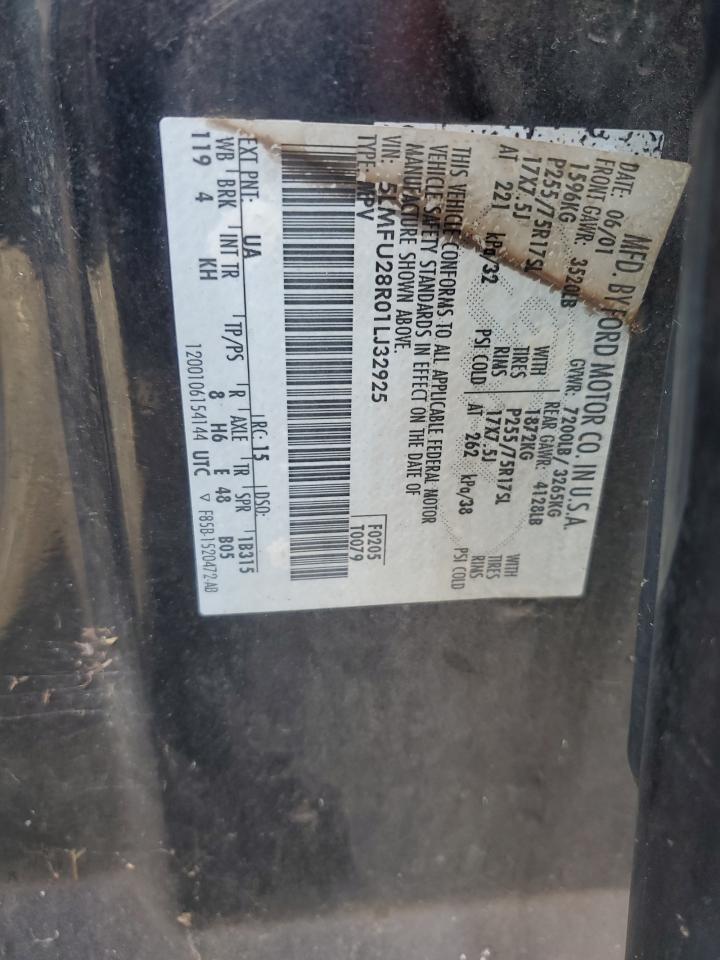 MFD. BY FORD MOTOR CO. IN U.S.A.
DATE: 06/01 GVWR: 7200LB/3265KG
FRONT GAWR: 3520LB REAR GAWR: 4128LB
1596KG WITH 1872KG WITH
P255/75R17SL TIRES P255/75R17SL TIRES
17X7.5J RIMS 17X7.5J RIMS
AT 221 kPa/32 PSI COLD AT 262 kPa/38 PSI COLD
THIS VEHICLE CONFORMS TO ALL APPLICABLE FEDERAL MOTOR
VEHICLE SAFETY STANDARDS IN EFFECT ON THE DATE OF
MANUFACTURE SHOWN ABOVE.
VIN: 5LMFU28R01LJ32925 F0205
TYPE: MPV T0079
EXT PNT: UA RC: 15 DSO:
WB BRK INT TR TP/PS R AXLE TR SPR 1B315
119 4 KH 8 H6 E 48 B05
1200106154144 UTC ▽ F85B-1520472-AB